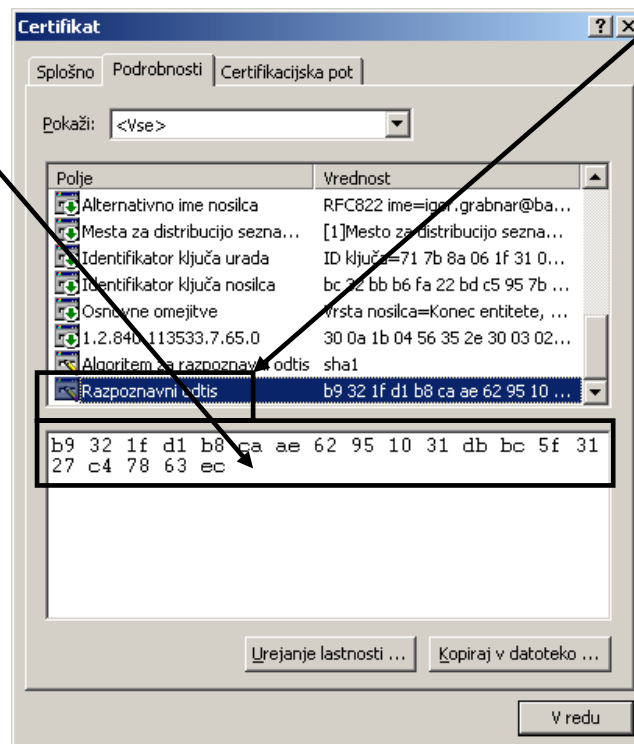 Certifikat
Splošno Podrobnosti Certifikacijska pot
Pokaži: <Vse>
Polje Vrednost
Alternativno ime nosilca RFC822 ime=igor.grabnar@ba...
Mesta za distribucijo sezna... [1]Mesto za distribucijo sezna...
Identifikator ključa urada ID ključa=71 7b 8a 06 1f 31 0...
Identifikator ključa nosilca bc 32 bb b6 fa 22 bd c5 95 7b ...
Osnovne omejitve Vrsta nosilca=Konec entitete, ...
1.2.840.113533.7.65.0 30 0a 1b 04 56 35 2e 30 03 02...
Algoritem za razpoznavni odtis sha1
Razpoznavni odtis b9 32 1f d1 b8 ca ae 62 95 10 ...
b9 32 1f d1 b8 ca ae 62 95 10 31 db bc 5f 31
27 c4 78 63 ec
Urejanje lastnosti ... Kopiraj v datoteko ...
V redu